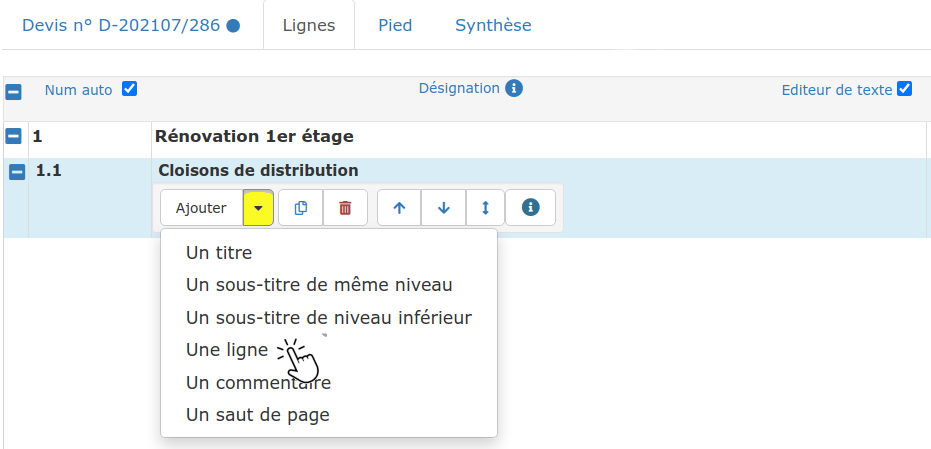 Devis n° D-202107/286 Lignes Pied Synthèse
Num auto Désignation Editeur de texte
1 Rénovation 1er étage
1.1 Cloisons de distribution
Ajouter
Un titre
Un sous-titre de même niveau
Un sous-titre de niveau inférieur
Une ligne
Un commentaire
Un saut de page